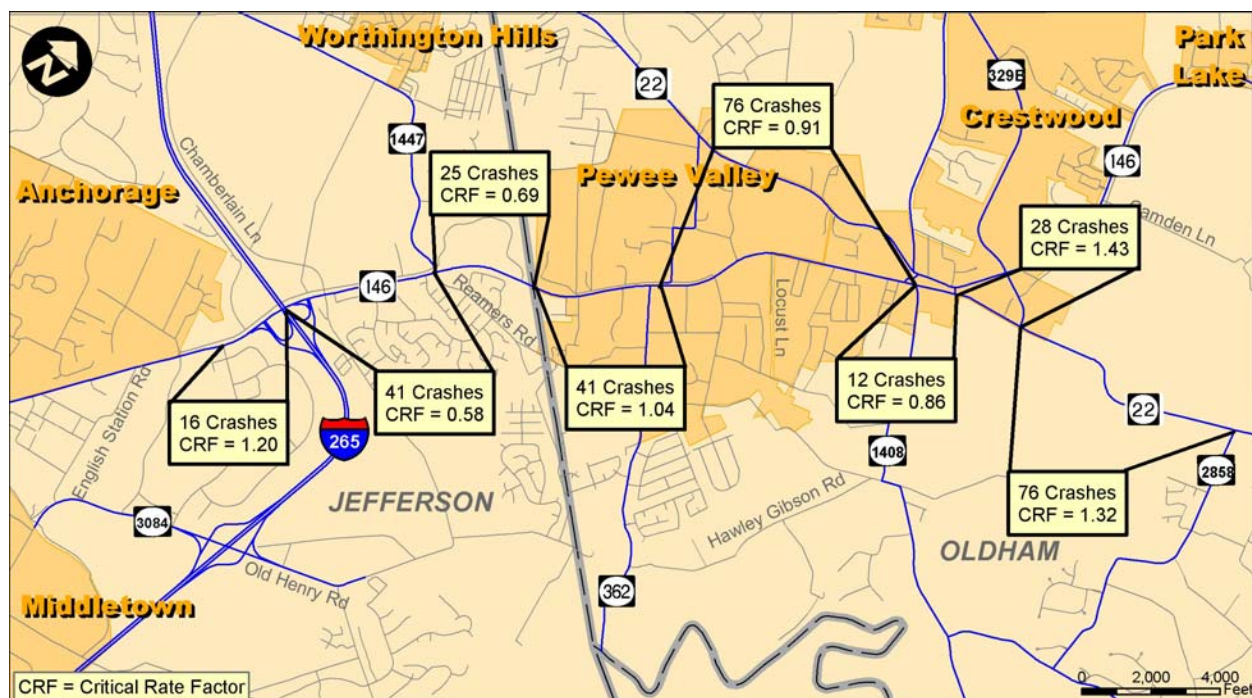 Worthington Hills
Park
Lake
N
22
329E
76 Crashes
CRF = 0.91
Crestwood
1447
Chamberlain Ln
25 Crashes
CRF = 0.69
Pewee Valley
146
Anchorage
Camden Ln
28 Crashes
CRF = 1.43
146
Reamers Rd
Locust Ln
English Station Rd
16 Crashes
CRF = 1.20
41 Crashes
CRF = 0.58
41 Crashes
CRF = 1.04
12 Crashes
CRF = 0.86
22
265
1408
2858
JEFFERSON
76 Crashes
CRF = 1.32
3084
Hawley Gibson Rd
OLDHAM
Old Henry Rd
362
Middletown
CRF = Critical Rate Factor
0 2,000 4,000
Feet